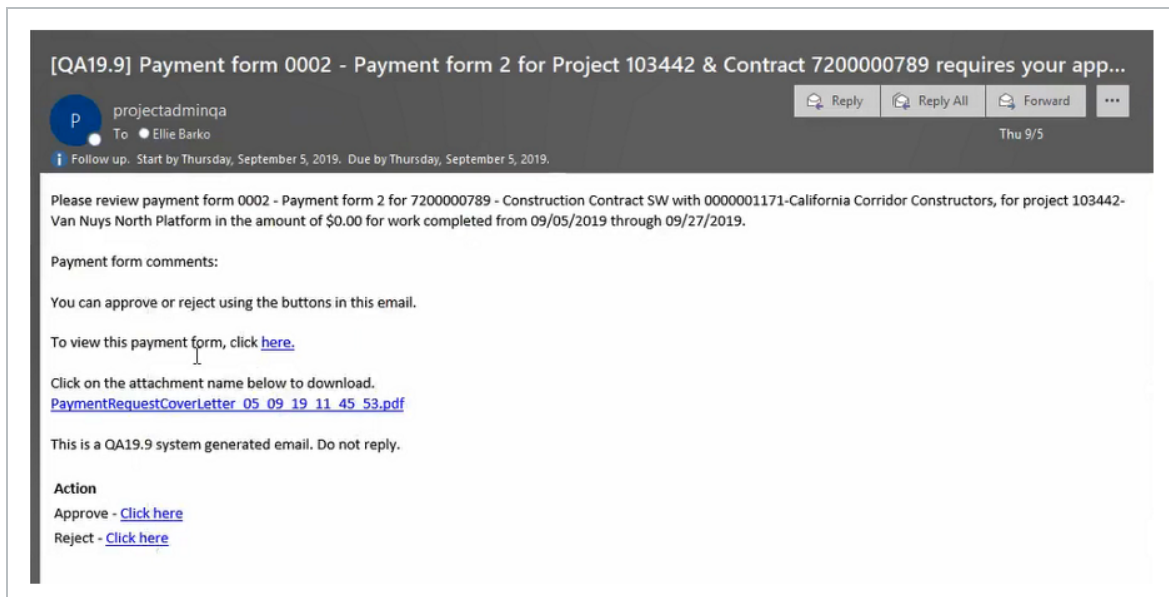 [QA19.9] Payment form 0002 - Payment form 2 for Project 103442 & Contract 7200000789 requires your app...
Reply
Reply All
Forward
...
P
projectadminqa
To Ellie Barko
Thu 9/5
i Follow up. Start by Thursday, September 5, 2019. Due by Thursday, September 5, 2019.
Please review payment form 0002 - Payment form 2 for 7200000789 - Construction Contract SW with 0000001171-California Corridor Constructors, for project 103442-
Van Nuys North Platform in the amount of $0.00 for work completed from 09/05/2019 through 09/27/2019.
Payment form comments:
You can approve or reject using the buttons in this email.
To view this payment form, click here.
Click on the attachment name below to download.
PaymentRequestCoverLetter_05_09_19_11_45_53.pdf
This is a QA19.9 system generated email. Do not reply.
Action
Approve - Click here
Reject - Click here